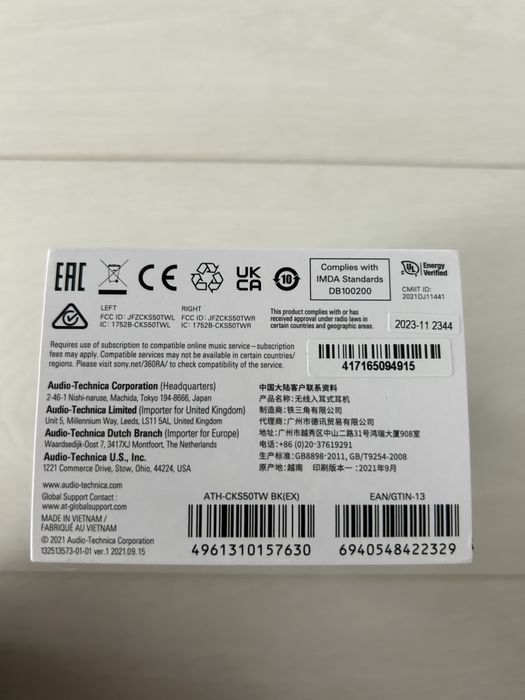 EAC
CE
UK
CA
10
Complies with
IMDA Standards
DB100200
UL
Energy
Verified
CMIIT ID:
2021DJ11441
LEFT
FCC ID: JFZCKS50TWL
IC: 1752B-CKS50TWL
RIGHT
FCC ID: JFZCKS50TWR
IC: 1752B-CKS50TWR
This product complies with or has
received approval under radio laws in
certain countries and geographic areas.
2023-11 2344
Requires use of subscription to compatible online music service – subscription
fees may apply. Compatible services may not be available in certain countries/
regions. Please visit sony.net/360RA/ to check compatibility of the service.
417165094915
Audio-Technica Corporation (Headquarters)
2-46-1 Nishi-naruse, Machida, Tokyo 194-8666, Japan
Audio-Technica Limited (Importer for United Kingdom)
Unit 5, Millennium Way, Leeds, LS11 5AL, United Kingdom
Audio-Technica Dutch Branch (Importer for Europe)
Waardsedijk-Oost 7, 3417XJ Montfoort, The Netherlands
Audio-Technica U.S., Inc.
1221 Commerce Drive, Stow, Ohio, 44224, USA
中国大陆客户联系资料
产品名称:无线入耳式耳机
制造商:铁三角有限公司
代理商:广州市德讯贸易有限公司
地址:广州市越秀区中山二路31号鸿瑞大厦908室
电话:+86 (0)20-37619291
生产标准:GB8898-2011, GB/T9254-2008
原产地:越南 印刷版本一:2021年9月
www.audio-technica.com
Global Support Contact :
www.at-globalsupport.com
MADE IN VIETNAM /
FABRIQUÉ AU VIETNAM
© 2021 Audio-Technica Corporation
132513573-01-01 ver.1 2021.09.15
ATH-CKS50TW BK(EX)
4961310157630
EAN/GTIN-13
6940548422329